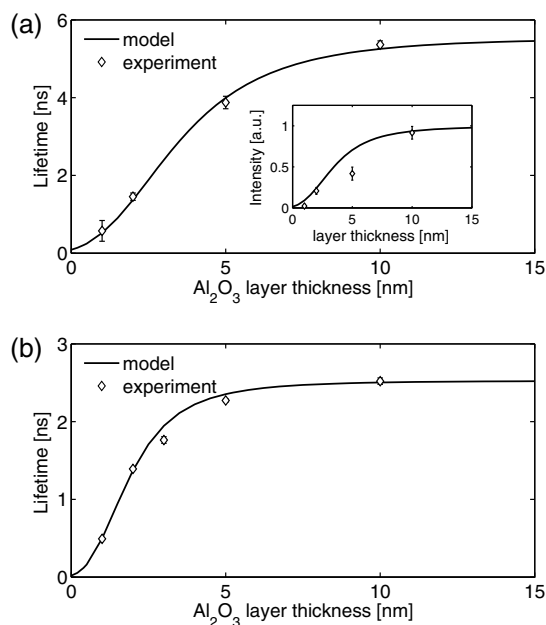 (a)
6
4
2
0
Lifetime [ns]
model
experiment
1
0.5
0
Intensity [a.u.]
0 5 10 15
layer thickness [nm]
0 5 10 15
Al₂O₃ layer thickness [nm]
(b)
3
2
1
0
Lifetime [ns]
model
experiment
0 5 10 15
Al₂O₃ layer thickness [nm]